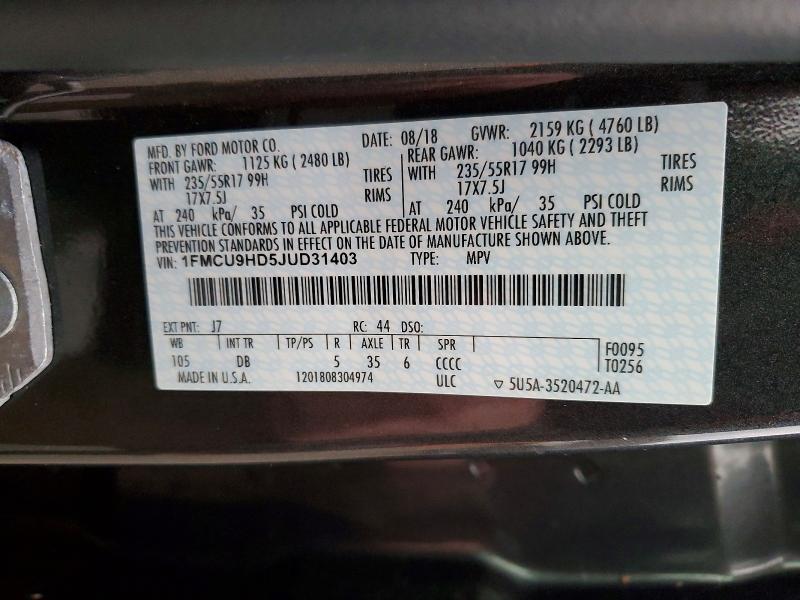 MFD. BY FORD MOTOR CO. DATE: 08/18 GVWR: 2159 KG ( 4760 LB)
FRONT GAWR: 1125 KG ( 2480 LB) REAR GAWR: 1040 KG ( 2293 LB)
WITH 235/55R17 99H TIRES WITH 235/55R17 99H TIRES
17X7.5J RIMS 17X7.5J RIMS
AT 240 kPa/ 35 PSI COLD AT 240 kPa/ 35 PSI COLD
THIS VEHICLE CONFORMS TO ALL APPLICABLE FEDERAL MOTOR VEHICLE SAFETY AND THEFT
PREVENTION STANDARDS IN EFFECT ON THE DATE OF MANUFACTURE SHOWN ABOVE.
VIN: 1FMCU9HD5JUD31403 TYPE: MPV
EXT PNT: J7 RC: 44 DSO:
WB INT TR TP/PS R AXLE TR SPR
105 DB 5 35 6 CCCC
F0095
T0256
MADE IN U.S.A. 1201808304974 ULC ▽ 5U5A-3520472-AA